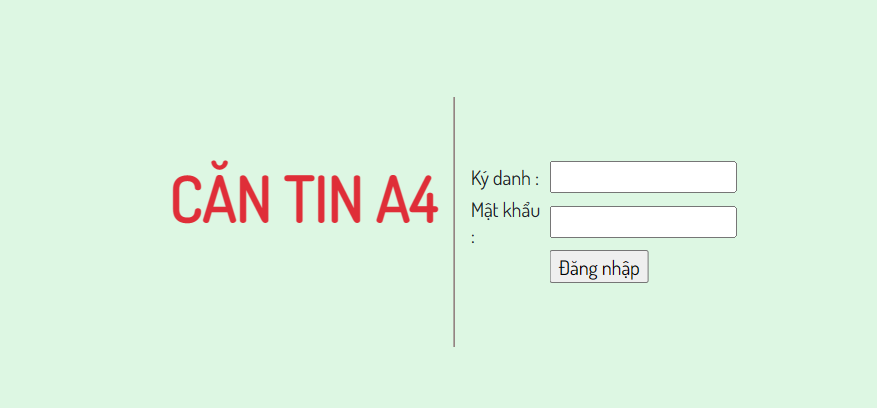 CĂN TIN A4
Ký danh :
Mật khẩu
:
Đăng nhập